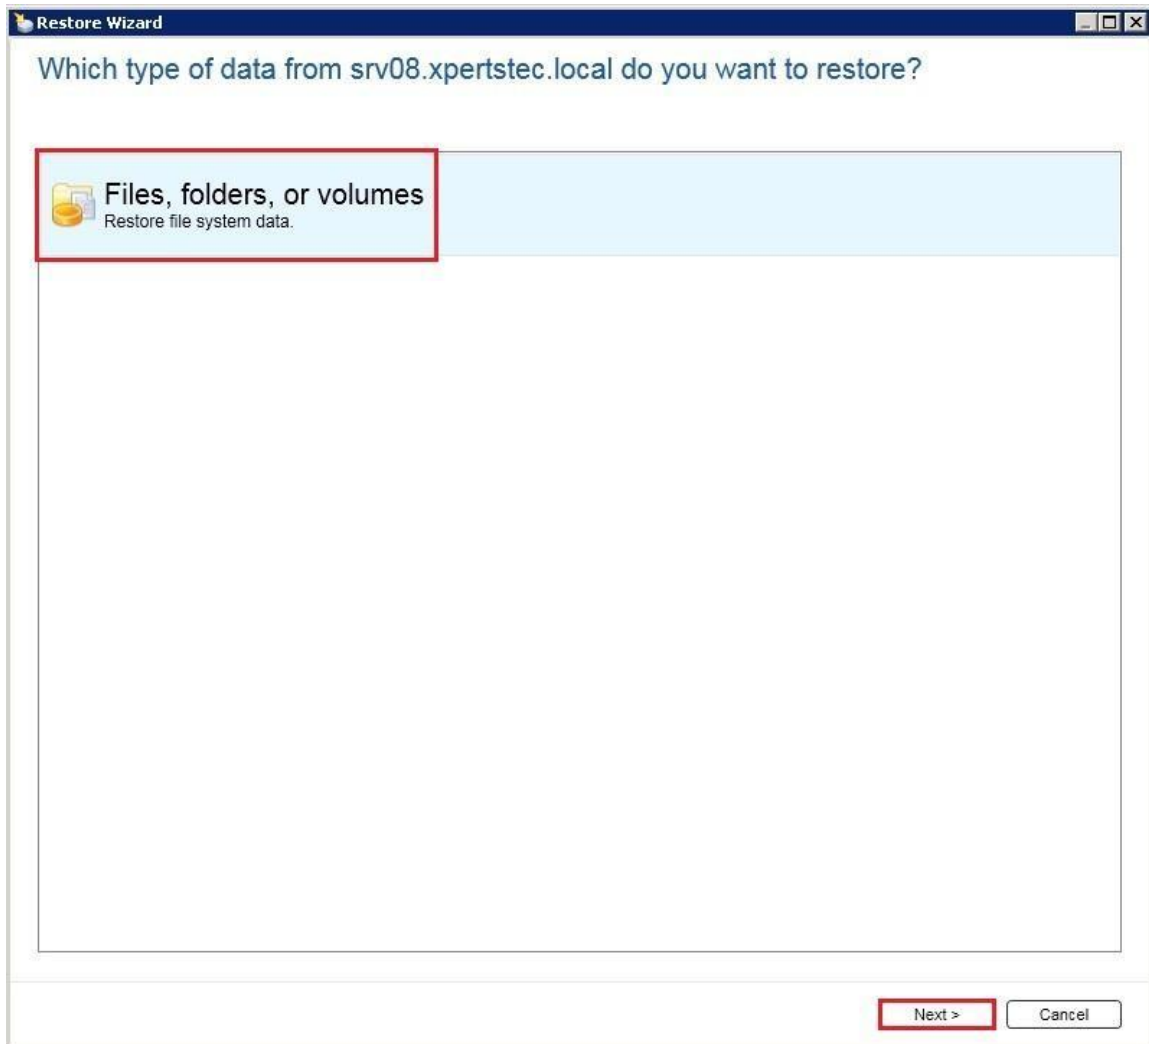 Restore Wizard
Which type of data from srv08.xpertstec.local do you want to restore?
Files, folders, or volumes
Restore file system data.
Next >
Cancel